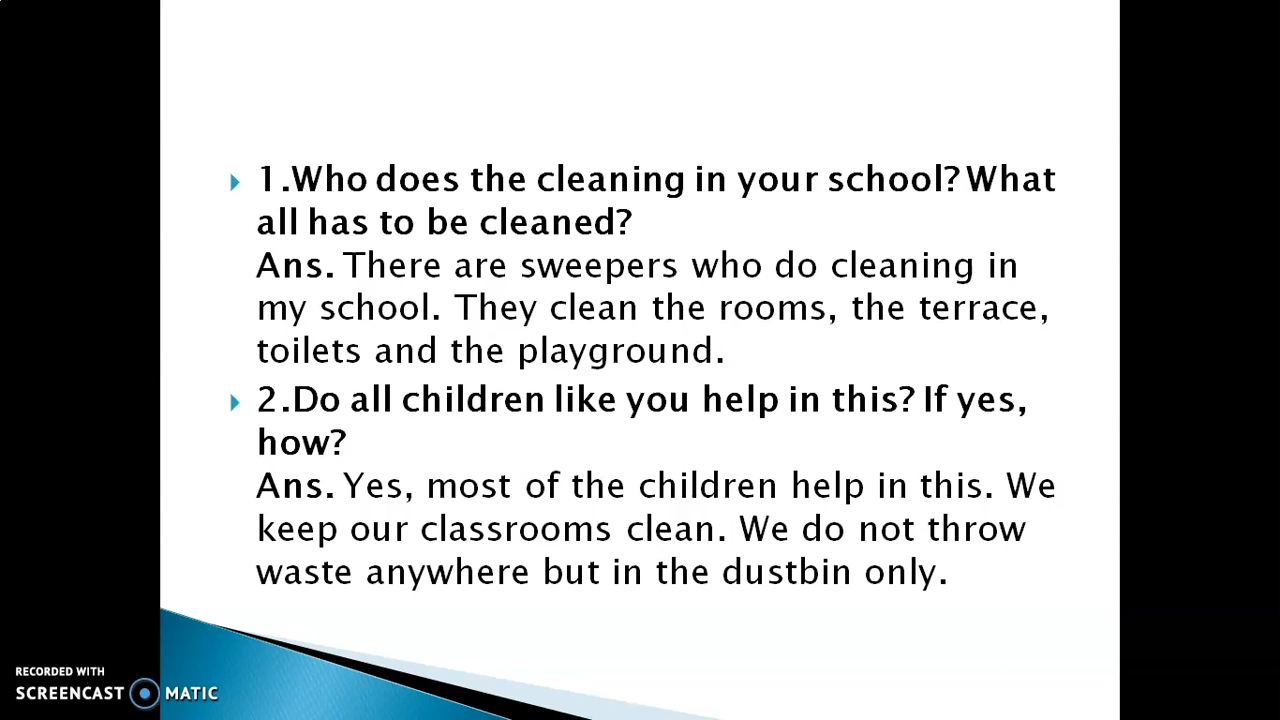 1.Who does the cleaning in your school? What
all has to be cleaned?
Ans. There are sweepers who do cleaning in
my school. They clean the rooms, the terrace,
toilets and the playground.
2.Do all children like you help in this? If yes,
how?
Ans. Yes, most of the children help in this. We
keep our classrooms clean. We do not throw
waste anywhere but in the dustbin only.
RECORDED WITH
SCREENCAST MATIC